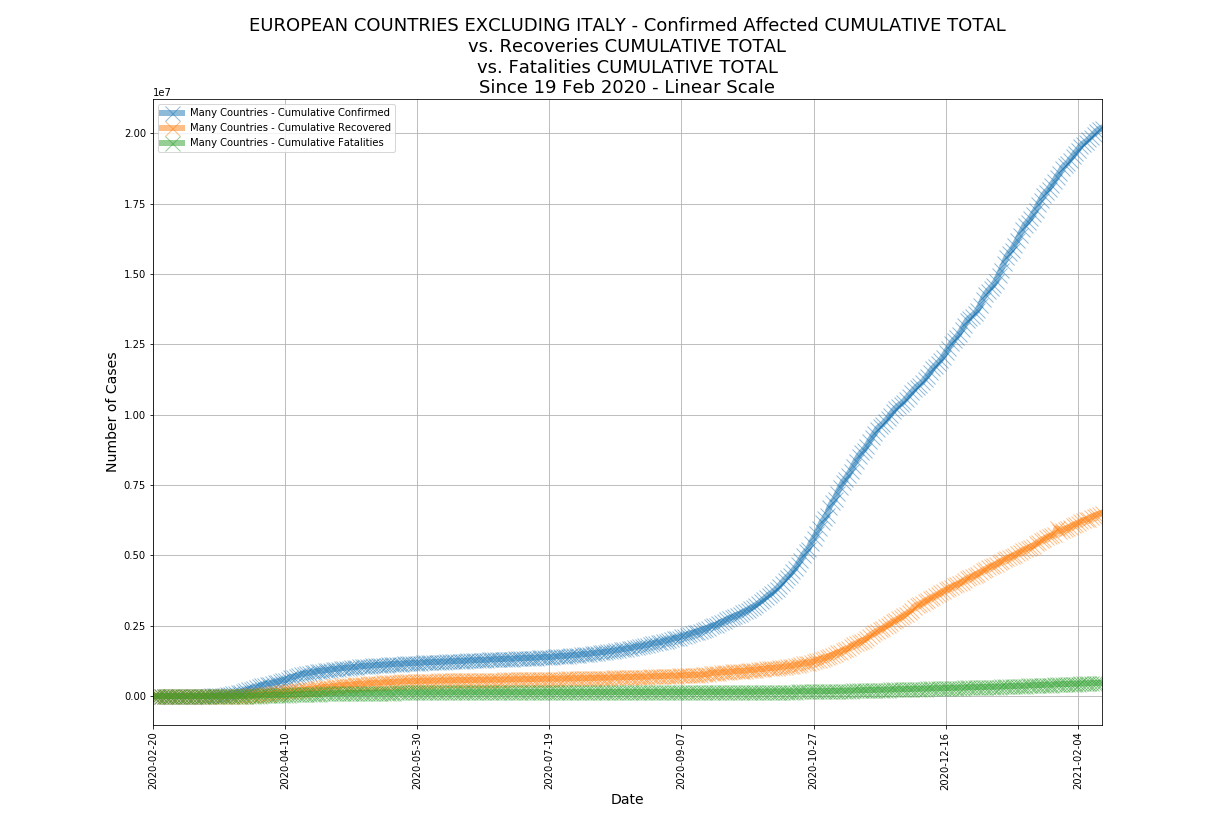 EUROPEAN COUNTRIES EXCLUDING ITALY - Confirmed Affected CUMULATIVE TOTAL
vs. Recoveries CUMULATIVE TOTAL
vs. Fatalities CUMULATIVE TOTAL
Since 19 Feb 2020 - Linear Scale
1e7
Many Countries - Cumulative Confirmed
Many Countries - Cumulative Recovered
Many Countries - Cumulative Fatalities
2.00
1.75
1.50
1.25
1.00
0.75
0.50
0.25
0.00
Number of Cases
2020-02-20
2020-04-10
2020-05-30
2020-07-19
2020-09-07
2020-10-27
2020-12-16
2021-02-04
Date